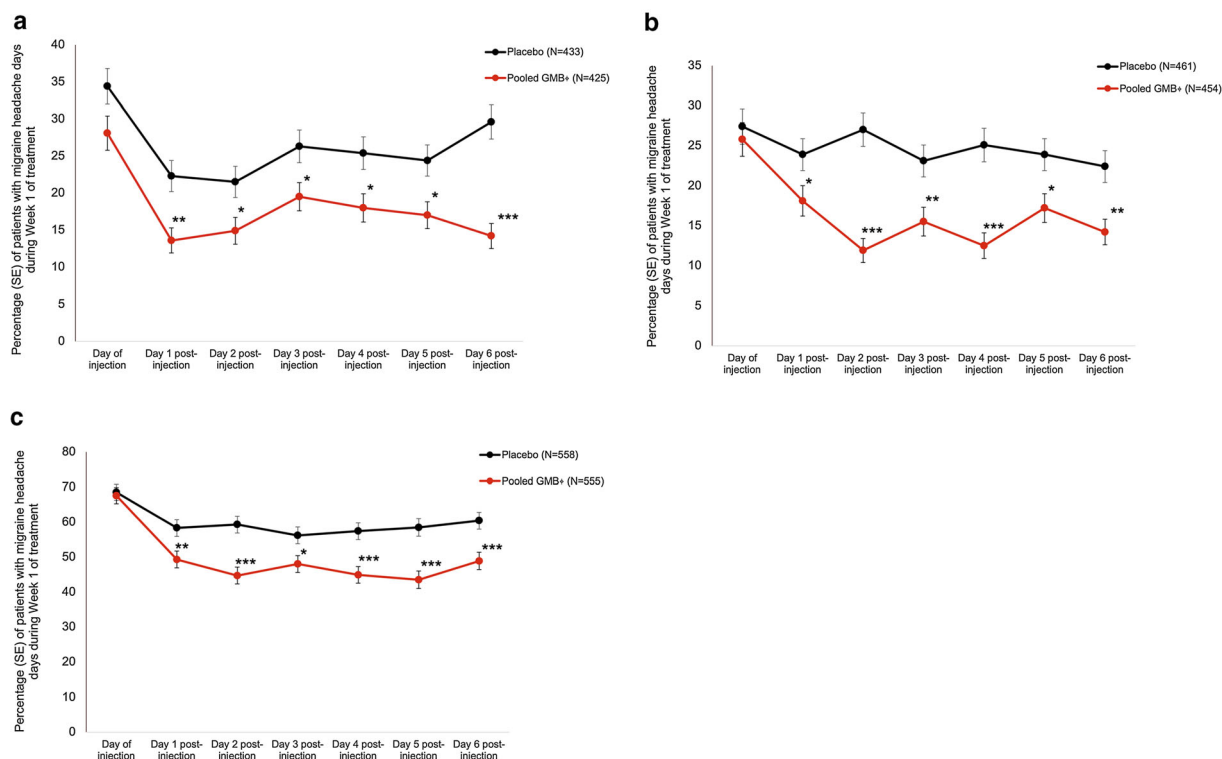 a
Percentage (SE) of patients with migraine headache days
during Week 1 of treatment
40
35
30
25
20
15
10
5
0
Placebo (N=433)
Pooled GMB+ (N=425)
**
*
*
*
*
***
Day of
injection
Day 1 post-
injection
Day 2 post-
injection
Day 3 post-
injection
Day 4 post-
injection
Day 5 post-
injection
Day 6 post-
injection
b
Percentage (SE) of patients with migraine headache
days during Week 1 of treatment
35
30
25
20
15
10
5
0
Placebo (N=461)
Pooled GMB+ (N=454)
*
***
**
***
*
**
Day of
injection
Day 1 post-
injection
Day 2 post-
injection
Day 3 post-
injection
Day 4 post-
injection
Day 5 post-
injection
Day 6 post-
injection
c
Percentage (SE) of patients with migraine headache
days during Week 1 of treatment
80
70
60
50
40
30
20
10
0
Placebo (N=558)
Pooled GMB+ (N=555)
**
***
*
***
***
***
Day of
injection
Day 1 post-
injection
Day 2 post-
injection
Day 3 post-
injection
Day 4 post-
injection
Day 5 post-
injection
Day 6 post-
injection